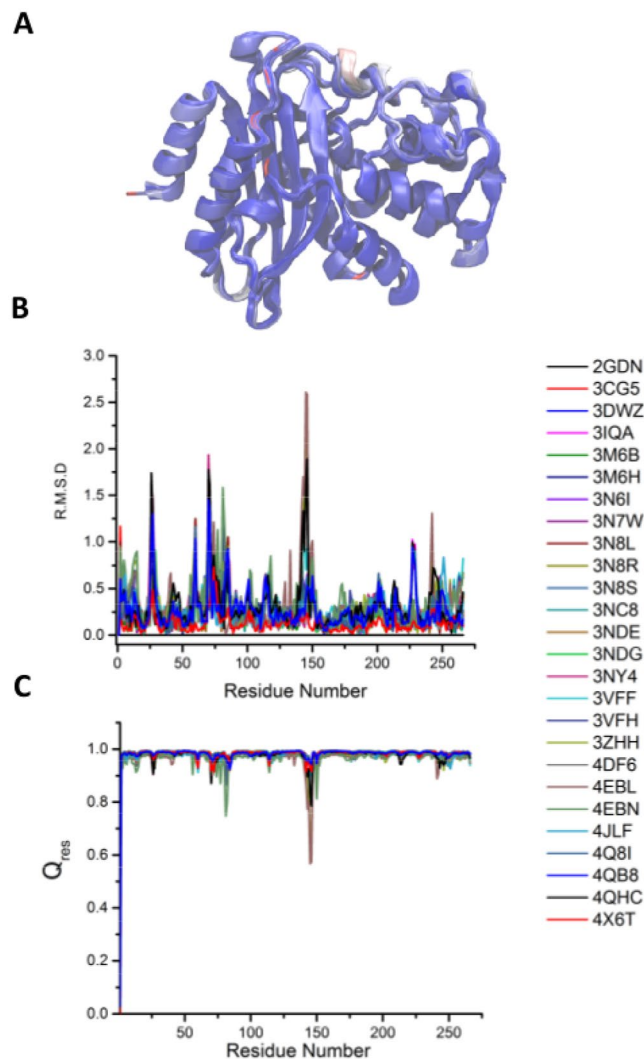 A
B
3.0
2.5
2.0
1.5
1.0
0.5
0.0
R.M.S.D
0 50 100 150 200 250
Residue Number
C
1.0
0.8
0.6
0.4
0.2
0.0
Qres
50 100 150 200 250
Residue Number
2GDN
3CG5
3DWZ
3IQA
3M6B
3M6H
3N6I
3N7W
3N8L
3N8R
3N8S
3NC8
3NDE
3NDG
3NY4
3VFF
3VFH
3ZHH
4DF6
4EBL
4EBN
4JLF
4Q8I
4QB8
4QHC
4X6T